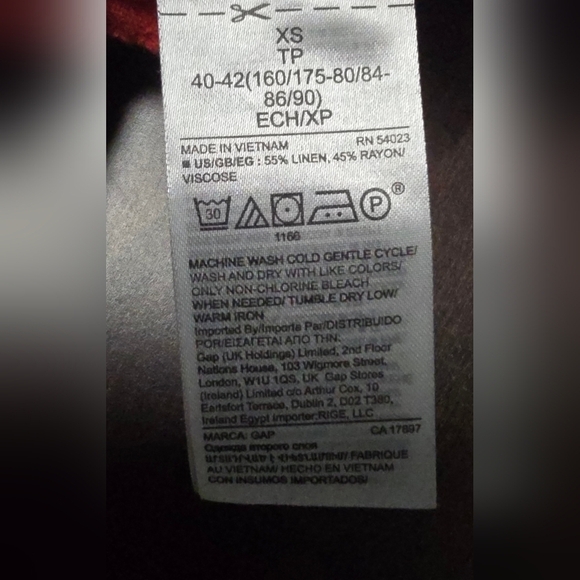 XS
TP
40-42(160/175-80/84-
86/90)
ECH/XP
MADE IN VIETNAM RN 54023
US/GB/EG : 55% LINEN, 45% RAYON/
VISCOSE
30 P ®
1166
MACHINE WASH COLD GENTLE CYCLE/
WASH AND DRY WITH LIKE COLORS/
ONLY NON-CHLORINE BLEACH
WHEN NEEDED/ TUMBLE DRY LOW/
WARM IRON
Imported By/Importe Par/DISTRIBUIDO
POR/ΕΙΣΑΓΕΤΑΙ ΑΠΟ ΤΗΝ:
Gap (UK Holdings) Limited, 2nd Floor
Nations House, 103 Wigmore Street,
London, W1U 1QS, UK Gap Stores
(Ireland) Limited c/o Arthur Cox, 10
Earlsfort Terrace, Dublin 2, D02 T380,
Ireland Egypt Importer:RIGE, LLC
MARCA: GAP CA 17897
Одежда второго слоя
FABRIQUE
AU VIETNAM/ HECHO EN VIETNAM
CON INSUMOS IMPORTADOS/